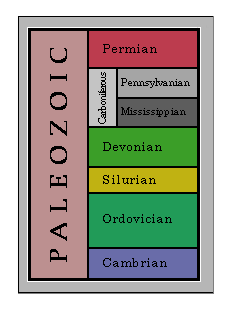 PALEOZOIC
Permian
Carboniferous
Pennsylvanian
Mississippian
Devonian
Silurian
Ordovician
Cambrian